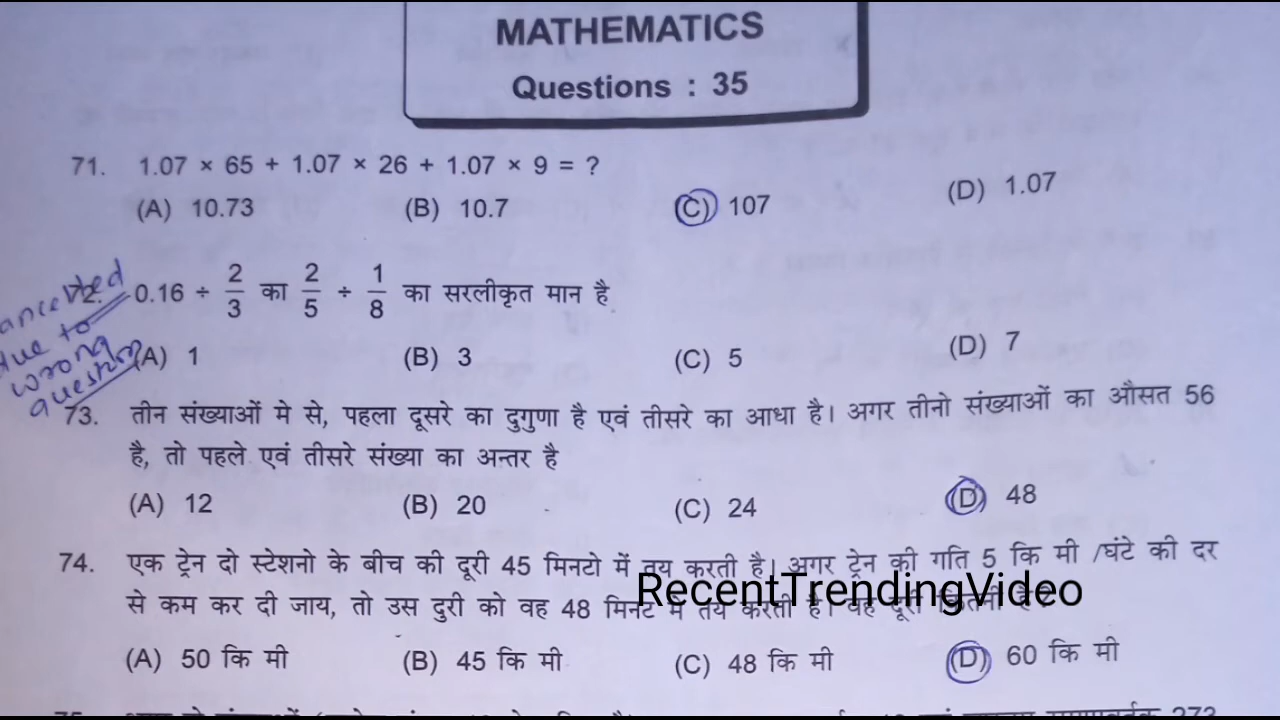 MATHEMATICS
Questions : 35
71. 1.07 × 65 + 1.07 × 26 + 1.07 × 9 = ?
(A) 10.73 (B) 10.7 (C) 107 (D) 1.07
72. 0.16 ÷ 2/3 का 2/5 ÷ 1/8 का सरलीकृत मान है
due to
wrong
question
(A) 1 (B) 3 (C) 5 (D) 7
73. तीन संख्याओं मे से, पहला दूसरे का दुगुणा है एवं तीसरे का आधा है। अगर तीनो संख्याओं का औसत 56
है, तो पहले एवं तीसरे संख्या का अन्तर है
(A) 12 (B) 20 (C) 24 (D) 48
74. एक ट्रेन दो स्टेशनो के बीच की दूरी 45 मिनटो में तय करती है। अगर ट्रेन की गति 5 कि मी /घंटे की दर
से कम कर दी जाय, तो उस दुरी को वह 48 मिनट में तय करती है। वह दूरी कितनी है?
RecentTrendingVideo
(A) 50 कि मी (B) 45 कि मी (C) 48 कि मी (D) 60 कि मी